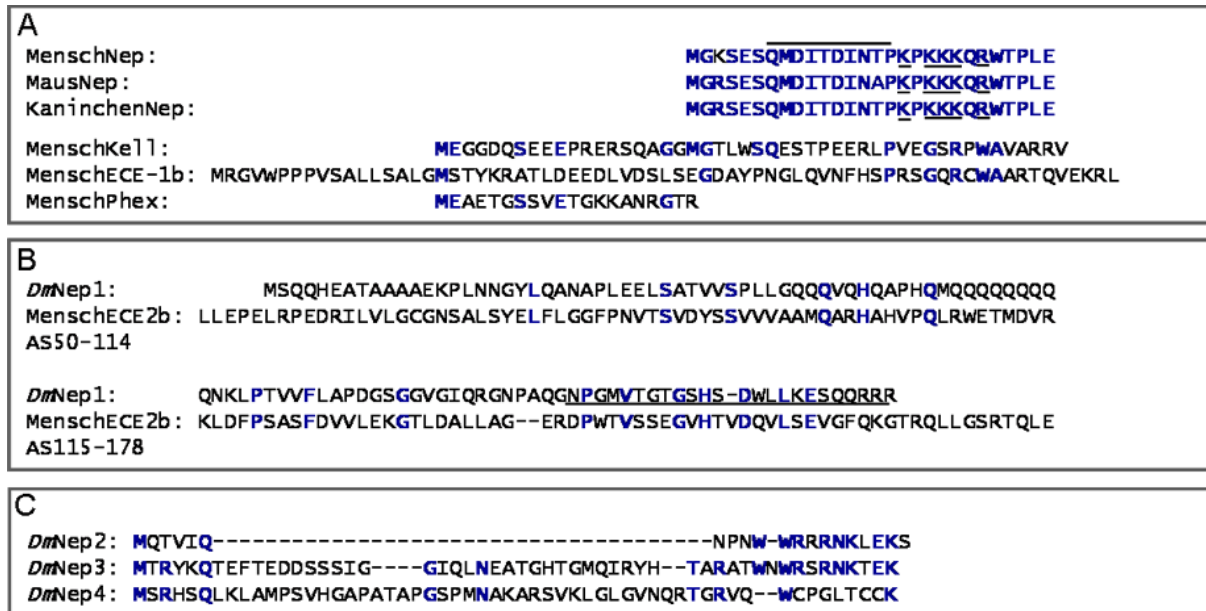 A
MenschNep: MGKSESQMDITDINTPKPKKKQRWTPLE
MausNep: MGRSESQMDITDINAPKPKKKQRWTPLE
KaninchenNep: MGRSESQMDITDINTPKPKKKQRWTPLE
MenschKell: MEGGDQSEEEPRERSQAGGMGTLWSQESTPEERLPVEGSRPWAVARRV
MenschECE-1b: MRGVWPPPVSALLSALGMSTYKRATLDEEDLVDSLSEGDAYPNGLQVNFHSPRSGQRCWAARTQVEKRL
MenschPhex: MEAETGSSVETGKKANRGTR
B
DmNep1: MSQQHEATAAAAEKPLNNGYLQANAPLEELSATVVSPLLGQQQVQHQAPHQMQQQQQQQQ
MenschECE2b: LLEPELRPEDRILVLGCGNSALSYELFLGGFPNVTSVDYSSVVVAAMQARHAHVPQLRWETMDVR
AS50-114
DmNep1: QNKLPTVVFLAPDGSGGVGIQRGNPAQGNPGMVTGTGSHS-DWLLKESQQRRR
MenschECE2b: KLDFPSASFDVVLEKGTLDALLAG--ERDPWTVSSEGVHTVDQVLSEVGFQKGTRQLLGSRTQLE
AS115-178
C
DmNep2: MQTVIQ--------------------------------------NPNW-WRRRNKLEKS
DmNep3: MTRYKQTEFTEDDSSSIG----GIQLNEATGHTGMQIRYH--TARATWNWRSRNKTEK
DmNep4: MSRHSQLKLAMPSVHGAPATAPGSPMNAKARSVKLGLGVNQRTGRVQ--WCPGLTCCK